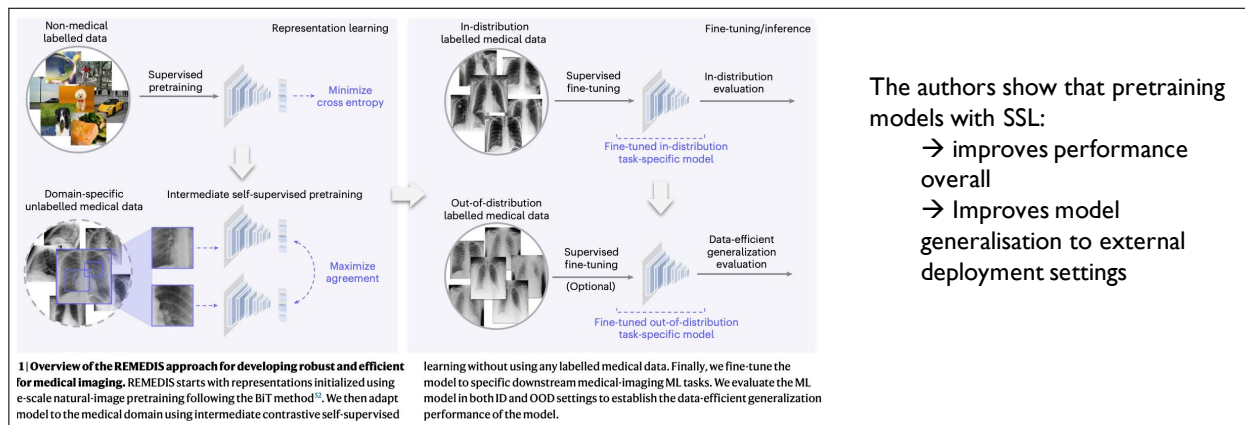 Non-medical
labelled data
Representation learning
Supervised
pretraining
Minimize
cross entropy
Domain-specific
unlabelled medical data
Intermediate self-supervised pretraining
Maximize
agreement
In-distribution
labelled medical data
Fine-tuning/inference
Supervised
fine-tuning
In-distribution
evaluation
Fine-tuned in-distribution
task-specific model
Out-of-distribution
labelled medical data
Supervised
fine-tuning
(Optional)
Data-efficient
generalization
evaluation
Fine-tuned out-of-distribution
task-specific model
1 | Overview of the REMEDIS approach for developing robust and efficient
for medical imaging. REMEDIS starts with representations initialized using
e-scale natural-image pretraining following the BiT method52. We then adapt
model to the medical domain using intermediate contrastive self-supervised
learning without using any labelled medical data. Finally, we fine-tune the
model to specific downstream medical-imaging ML tasks. We evaluate the ML
model in both ID and OOD settings to establish the data-efficient generalization
performance of the model.
The authors show that pretraining
models with SSL:
→ improves performance
overall
→ Improves model
generalisation to external
deployment settings